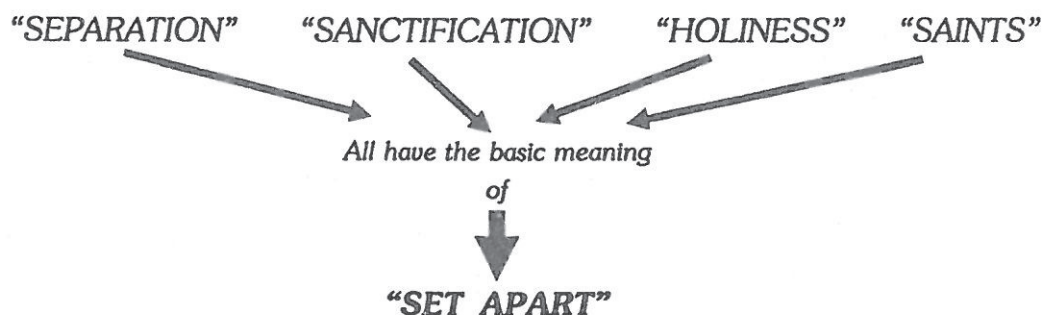 “SEPARATION” “SANCTIFICATION” “HOLINESS” “SAINTS”
All have the basic meaning
of
“SET APART”